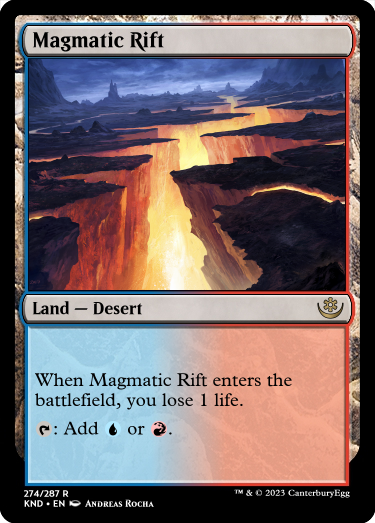 Magmatic Rift
Land — Desert
When Magmatic Rift enters the
battlefield, you lose 1 life.
: Add or .
274/287 R
KND • EN Andreas Rocha
™ & © 2023 CanterburyEgg